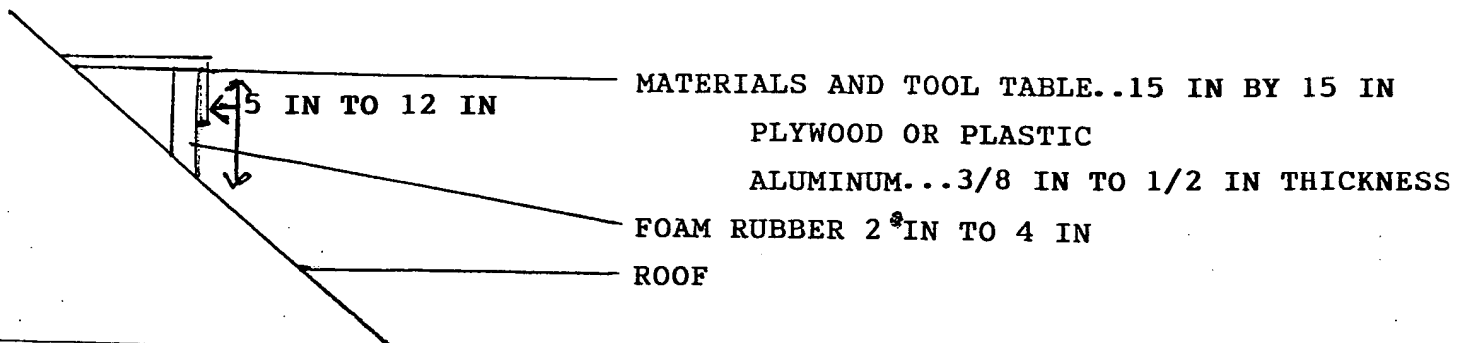 MATERIALS AND TOOL TABLE..15 IN BY 15 IN
5 IN TO 12 IN
PLYWOOD OR PLASTIC
ALUMINUM...3/8 IN TO 1/2 IN THICKNESS
FOAM RUBBER 2 IN TO 4 IN
ROOF